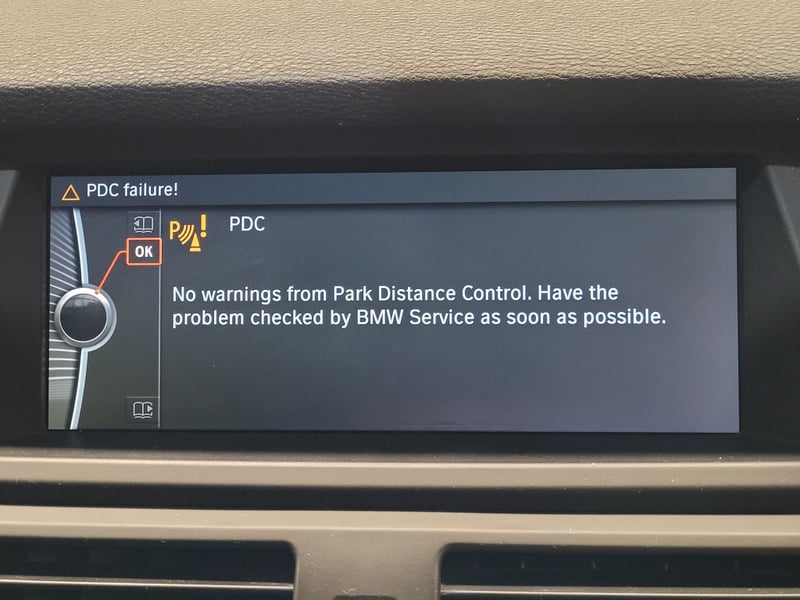 PDC failure!
PDC
OK
No warnings from Park Distance Control. Have the
problem checked by BMW Service as soon as possible.